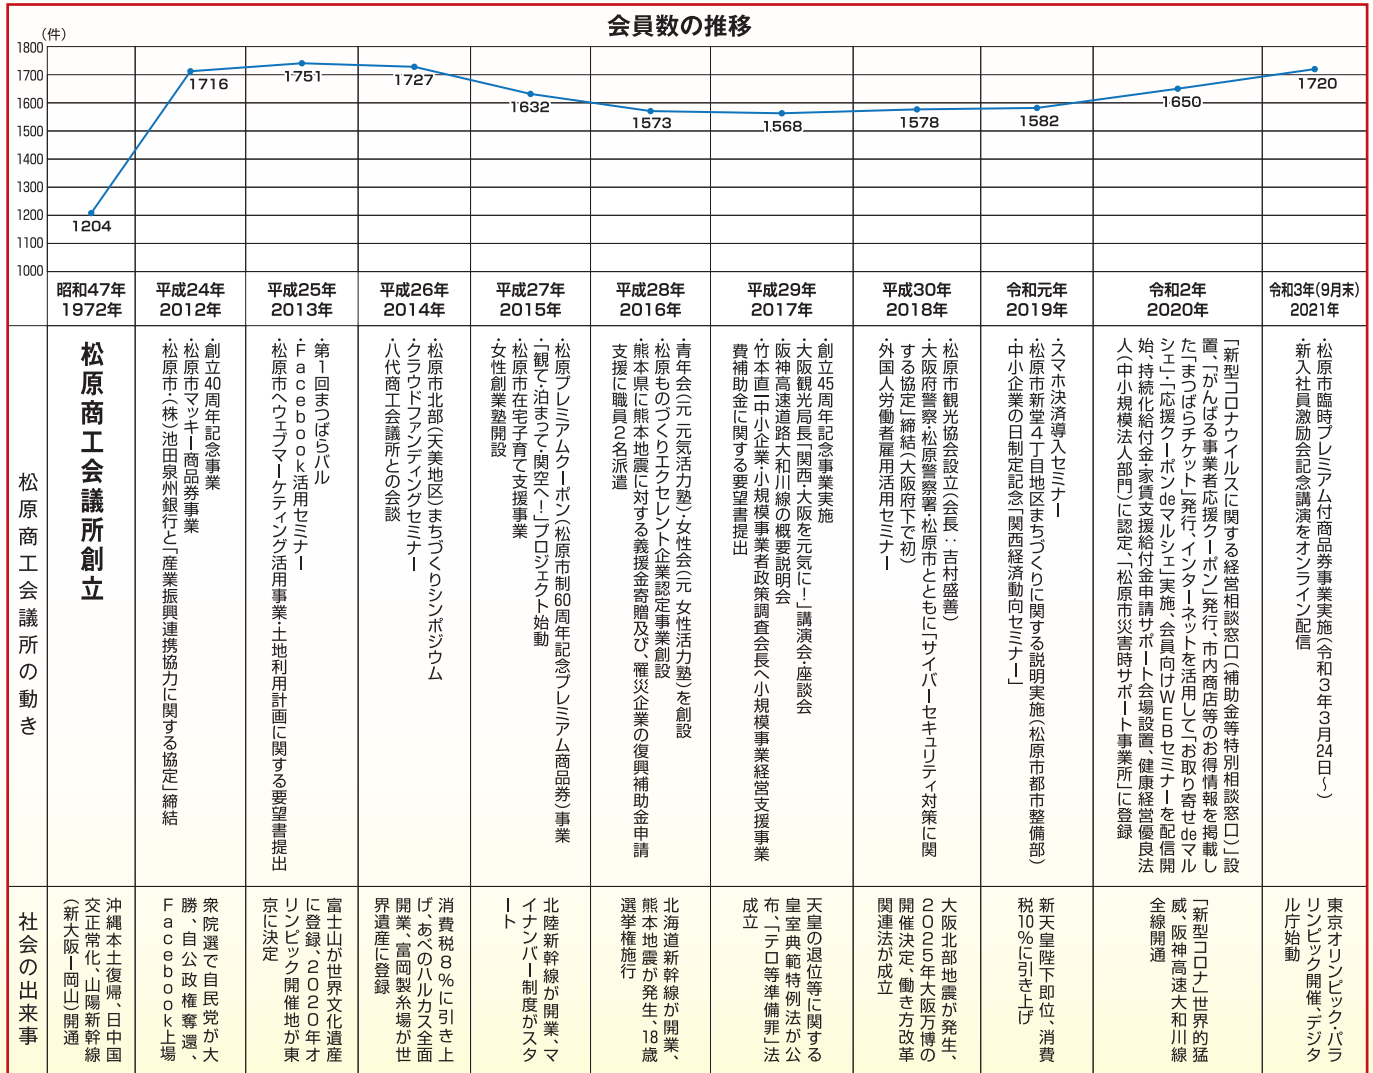 会員数の推移
(件)
1800
1700
1600
1500
1400
1300
1200
1100
1000
1204
1716
1751
1727
1632
1573
1568
1578
1582
1650
1720
昭和47年
1972年
平成24年
2012年
平成25年
2013年
平成26年
2014年
平成27年
2015年
平成28年
2016年
平成29年
2017年
平成30年
2018年
令和元年
2019年
令和2年
2020年
令和3年(9月末)
2021年
松原商工会議所の動き
松原商工会議所創立
・創立40周年記念事業
・松原市マッキー商品券事業
・松原市・(株)池田泉州銀行と「産業振興連携協力に関する協定」締結
・第1回まつばらバル
・Facebook活用セミナー
・松原市へウェブマーケティング活用事業・土地利用計画に関する要望書提出
・松原市北部(天美地区)まちづくりシンポジウム
・クラウドファンディングセミナー
・八代商工会議所との会談
・松原プレミアムクーポン(松原市制60周年記念プレミアム商品券)事業
・「観て・泊まって・関空へ!」プロジェクト始動
・松原市在宅子育て支援事業
・女性創業塾開設
・青年会(元 元気活力塾)・女性会(元 女性活力塾)を創設
・松原ものづくりエクセレント企業認定事業創設
・熊本県に熊本地震に対する義援金寄贈及び、罹災企業の復興補助金申請
支援に職員2名派遣
・創立45周年記念事業実施
・大阪観光局長「関西・大阪を元気に!」講演会・座談会
・阪神高速道路大和川線の概要説明会
・竹本直一中小企業・小規模事業者政策調査会長へ小規模事業経営支援事業
費補助金に関する要望書提出
・松原市観光協会設立(会長:吉村盛善)
・大阪府警察・松原警察署・松原市とともに「サイバーセキュリティ対策に関
する協定」締結(大阪府下で初)
・外国人労働者雇用活用セミナー
・スマホ決済導入セミナー
・松原市新堂4丁目地区まちづくりに関する説明実施(松原市都市整備部)
・中小企業の日制定記念「関西経済動向セミナー」
「新型コロナウイルスに関する経営相談窓口(補助金等特別相談窓口)」設
置、「がんばる事業者応援クーポン」発行、市内商店等のお得情報を掲載し
た「まつばらチケット」発行、インターネットを活用して「お取り寄せdeマル
シェ」・「応援クーポンdeマルシェ」実施、会員向けWEBセミナーを配信開
始、持続化給付金・家賃支援給付金申請サポート会場設置、健康経営優良法
人(中小規模法人部門)に認定、「松原市災害時サポート事業所」に登録
・松原市臨時プレミアム付商品券事業実施(令和3年3月24日~)
・新入社員激励会記念講演をオンライン配信
社会の出来事
沖縄本土復帰、日中国
交正常化、山陽新幹線
(新大阪ー岡山)開通
衆院選で自民党が大
勝、自公政権奪還、
Facebook上場
富士山が世界文化遺産
に登録、2020年オ
リンピック開催地が東
京に決定
消費税8%に引き上
げ、あべのハルカス全面
開業、富岡製糸場が世
界遺産に登録
北陸新幹線が開業、マ
イナンバー制度がスタ
ート
北海道新幹線が開業、
熊本地震が発生、18歳
選挙権施行
天皇の退位等に関する
皇室典範特例法が公
布、「テロ等準備罪」法
成立
大阪北部地震が発生、
2025年大阪万博の
開催決定、働き方改革
関連法が成立
新天皇陛下即位、消費
税10%に引き上げ
「新型コロナ」世界的猛
威、阪神高速大和川線
全線開通
東京オリンピック・パラ
リンピック開催、デジタ
ル庁始動